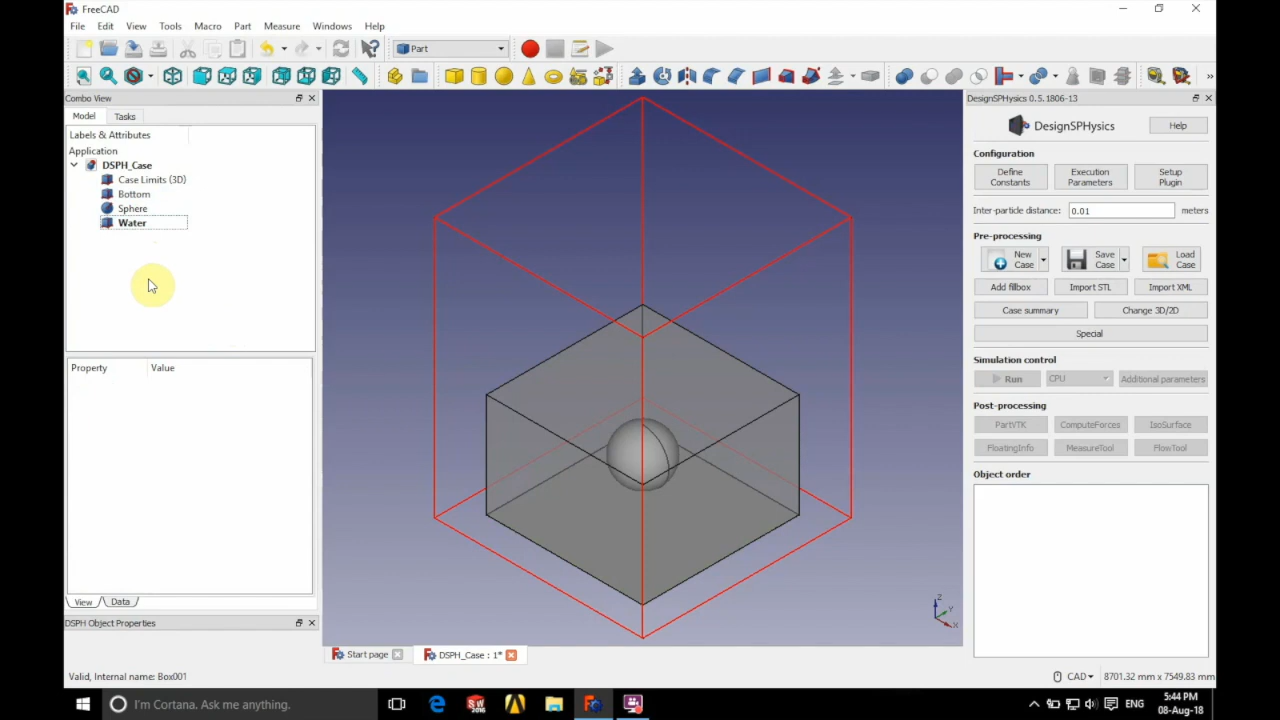 FreeCAD
File Edit View Tools Macro Part Measure Windows Help
Part
Combo View
Model Tasks
Labels & Attributes
Application
DSPH_Case
Case Limits (3D)
Bottom
Sphere
Water
Property Value
View Data
DSPH Object Properties
Start page
DSPH_Case : 1*
Z
Y
X
DesignSPHysics 0.5.1806-13
DesignSPHysics
Help
Configuration
Define Constants
Execution Parameters
Setup Plugin
Inter-particle distance: 0.01 meters
Pre-processing
New Case
Save Case
Load Case
Add fillbox Import STL Import XML
Case summary Change 3D/2D
Special
Simulation control
Run CPU Additional parameters
Post-processing
PartVTK ComputeForces IsoSurface
FloatingInfo MeasureTool FlowTool
Object order
Valid, Internal name: Box001
CAD 8701.32 mm x 7549.83 mm
I'm Cortana. Ask me anything.
SW
2016
ENG
5:44 PM
08-Aug-18